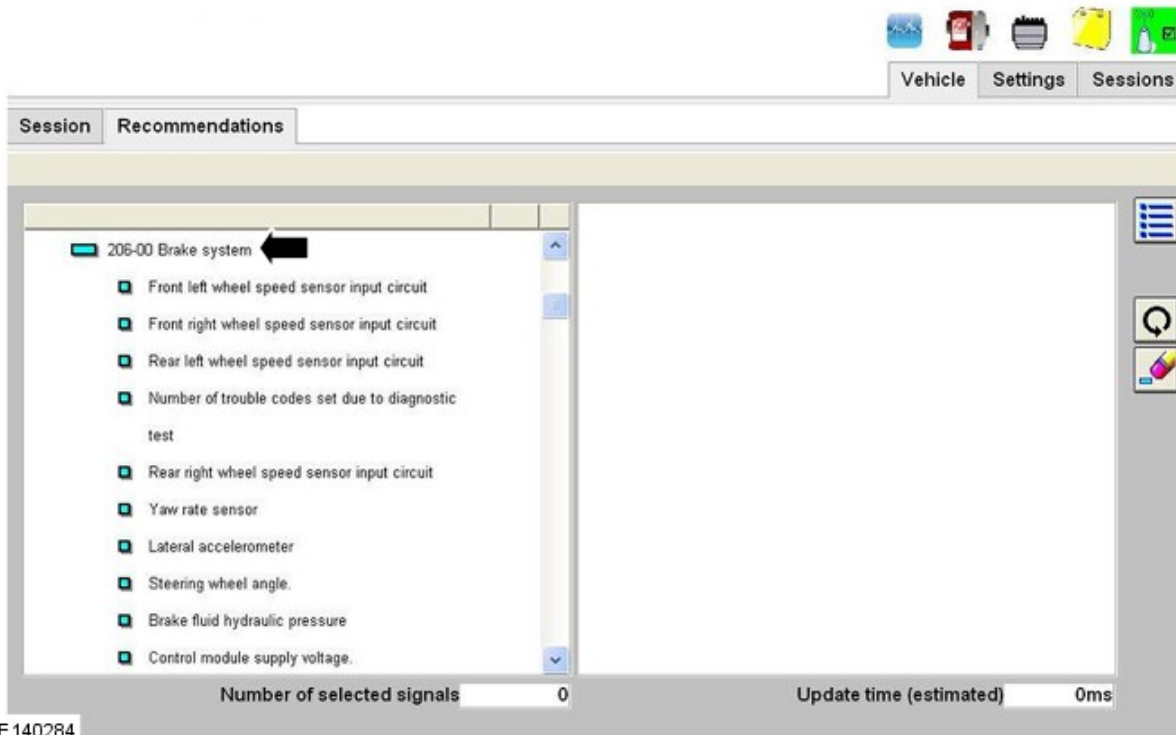 Vehicle Settings Sessions
Session Recommendations
206-00 Brake system
Front left wheel speed sensor input circuit
Front right wheel speed sensor input circuit
Rear left wheel speed sensor input circuit
Number of trouble codes set due to diagnostic
test
Rear right wheel speed sensor input circuit
Yaw rate sensor
Lateral accelerometer
Steering wheel angle.
Brake fluid hydraulic pressure
Control module supply voltage.
Number of selected signals 0
Update time (estimated) 0ms
E140284